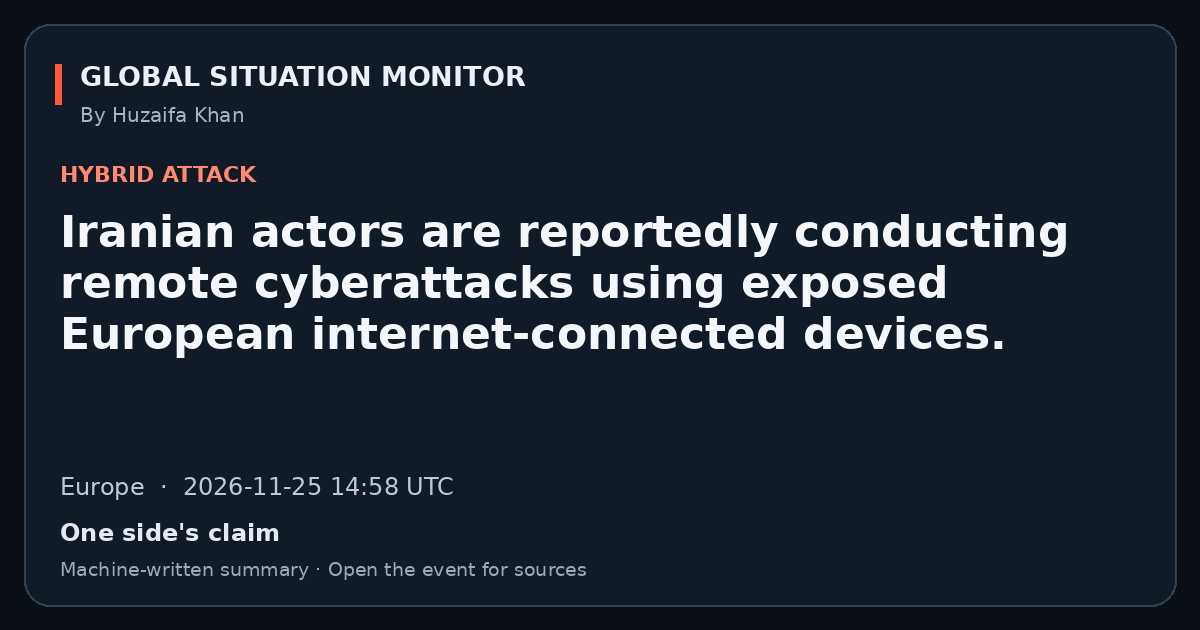 GLOBAL SITUATION MONITOR
By Huzaifa Khan
HYBRID ATTACK
Iranian actors are reportedly conducting
remote cyberattacks using exposed
European internet-connected devices.
Europe · 2026-11-25 14:58 UTC
One side's claim
Machine-written summary · Open the event for sources